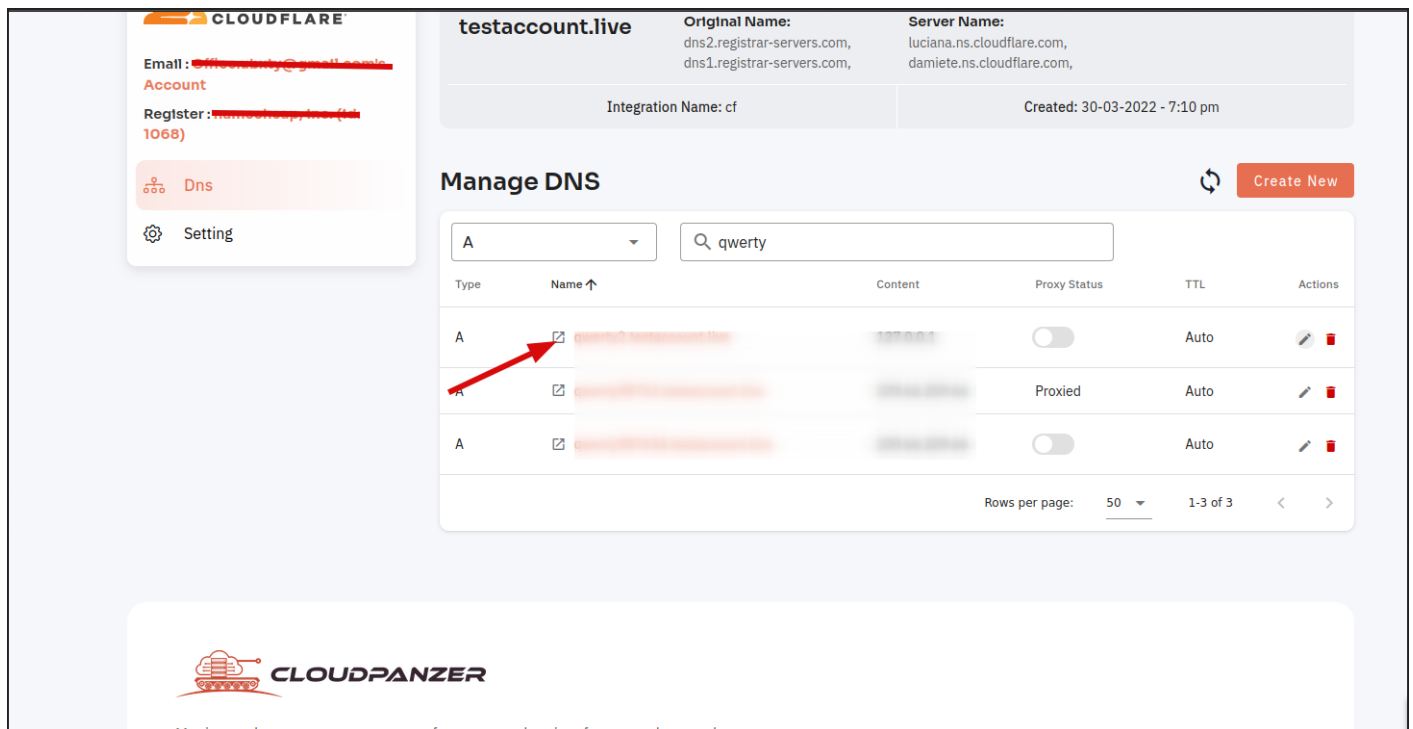 CLOUDFLARE
Email :
Account
Register :
1068)
Dns
Setting
testaccount.live
Original Name:
dns2.registrar-servers.com,
dns1.registrar-servers.com,
Server Name:
luciana.ns.cloudflare.com,
damiete.ns.cloudflare.com,
Integration Name: cf
Created: 30-03-2022 - 7:10 pm
Manage DNS
Create New
A
qwerty
Type Name Content Proxy Status TTL Actions
A Auto
A Proxied Auto
A Auto
Rows per page: 50 1-3 of 3
CLOUDPANZER